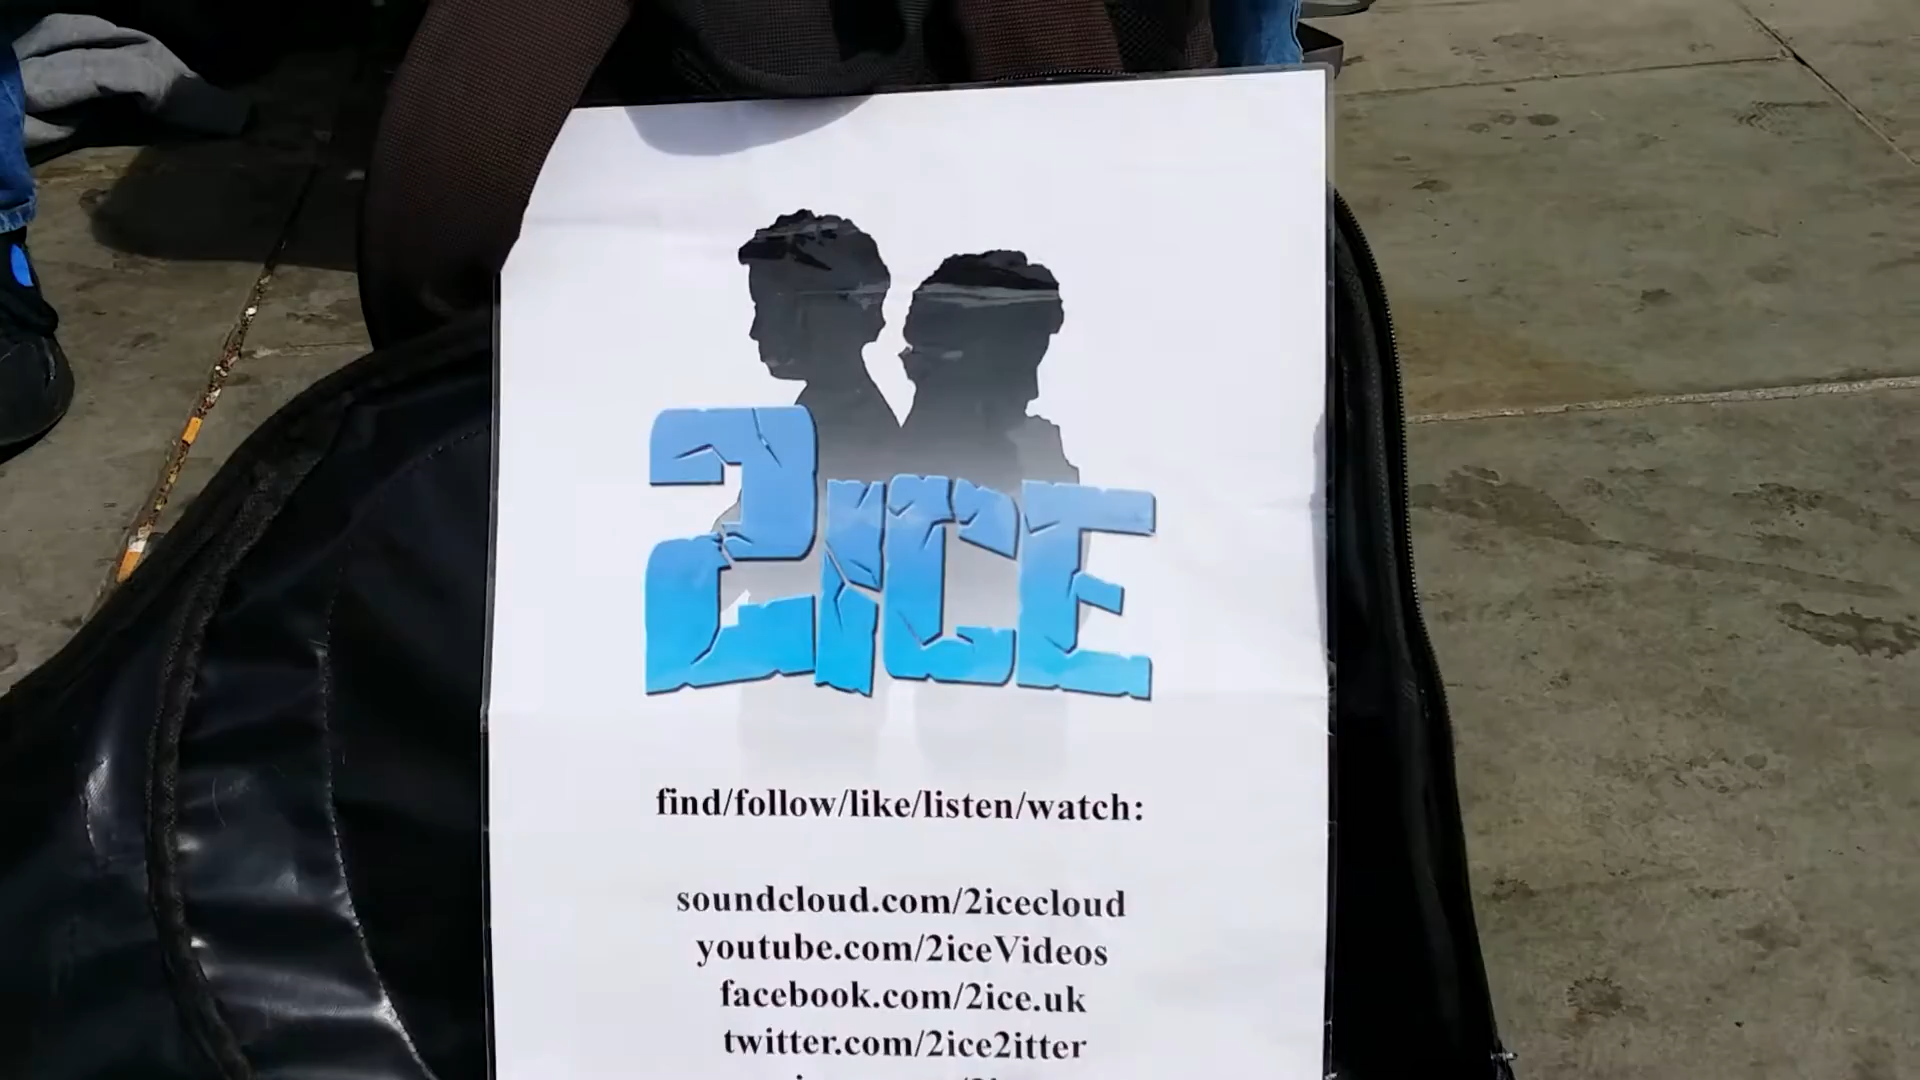 2ICE
find/follow/like/listen/watch:
soundcloud.com/2icecloud
youtube.com/2iceVideos
facebook.com/2ice.uk
twitter.com/2ice2itter